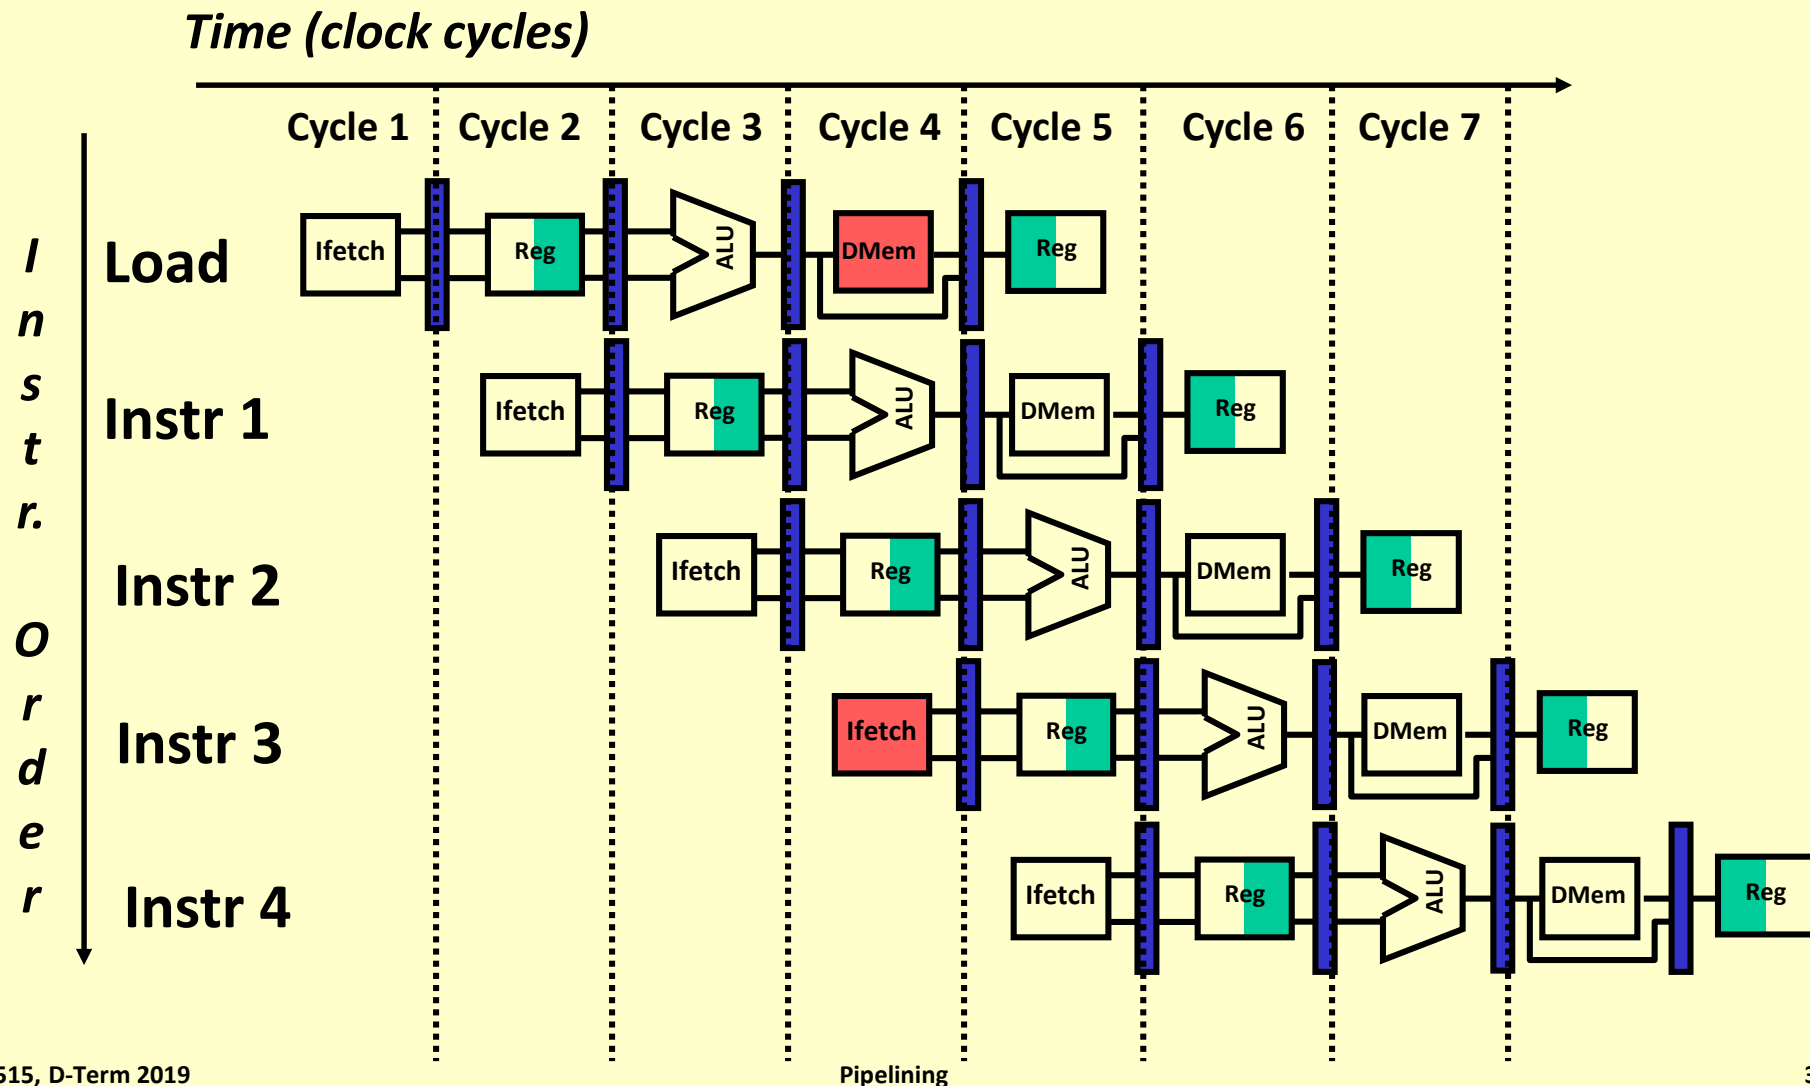 Time (clock cycles)
Cycle 1 Cycle 2 Cycle 3 Cycle 4 Cycle 5 Cycle 6 Cycle 7
Instr.
Order
Load Ifetch Reg ALU DMem Reg
Instr 1 Ifetch Reg ALU DMem Reg
Instr 2 Ifetch Reg ALU DMem Reg
Instr 3 Ifetch Reg ALU DMem Reg
Instr 4 Ifetch Reg ALU DMem Reg
515, D-Term 2019 Pipelining